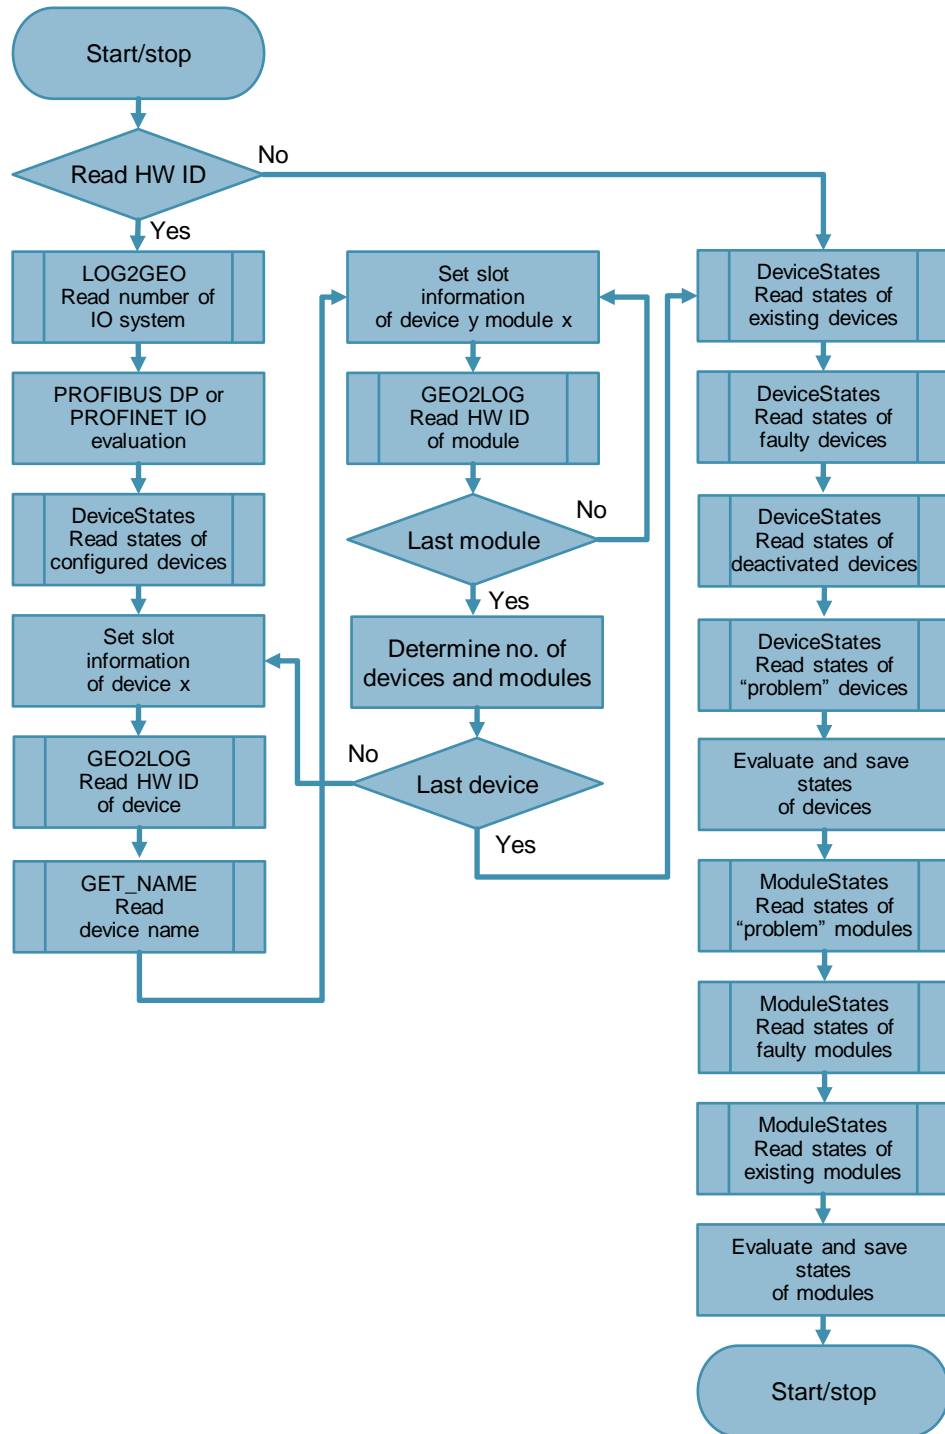 Start/stop
Read HW ID
No
Yes
LOG2GEO
Read number of
IO system
PROFIBUS DP or
PROFINET IO
evaluation
DeviceStates
Read states of
configured devices
Set slot
information
of device x
GEO2LOG
Read HW ID
of device
GET_NAME
Read
device name
Set slot
information
of device y module x
GEO2LOG
Read HW ID
of module
Last module
No
Yes
Determine no. of
devices and modules
Last device
No
Yes
DeviceStates
Read states of
existing devices
DeviceStates
Read states of
faulty devices
DeviceStates
Read states of
deactivated devices
DeviceStates
Read states of
“problem” devices
Evaluate and save
states
of devices
ModuleStates
Read states of
“problem” modules
ModuleStates
Read states of
faulty modules
ModuleStates
Read states of
existing modules
Evaluate and save
states
of modules
Start/stop